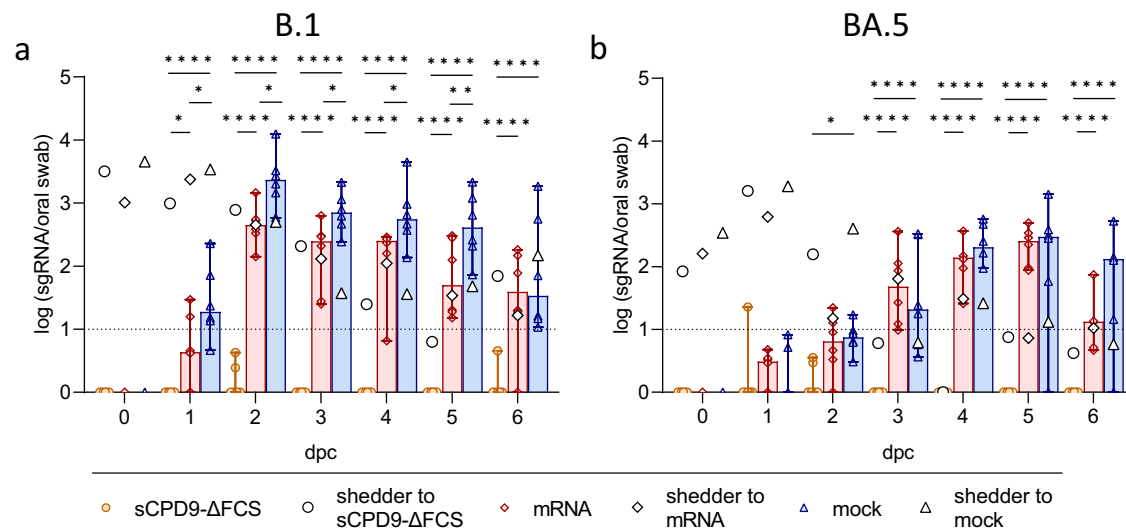 B.1
BA.5
a
b
* * * *
* * * *
* * * *
* * * *
* * * *
* * * *
*
*
*
*
* *
*
* * * *
* * * *
* * * *
* * * *
* * * *
* * * *
* * * *
* * * *
* * * *
*
* * * *
* * * *
* * * *
* * * *
log (sgRNA/oral swab)
5
4
3
2
1
0
0 1 2 3 4 5 6
dpc
log (sgRNA/oral swab)
5
4
3
2
1
0
0 1 2 3 4 5 6
dpc
sCPD9-ΔFCS
shedder to
sCPD9-ΔFCS
mRNA
shedder to
mRNA
mock
shedder to
mock